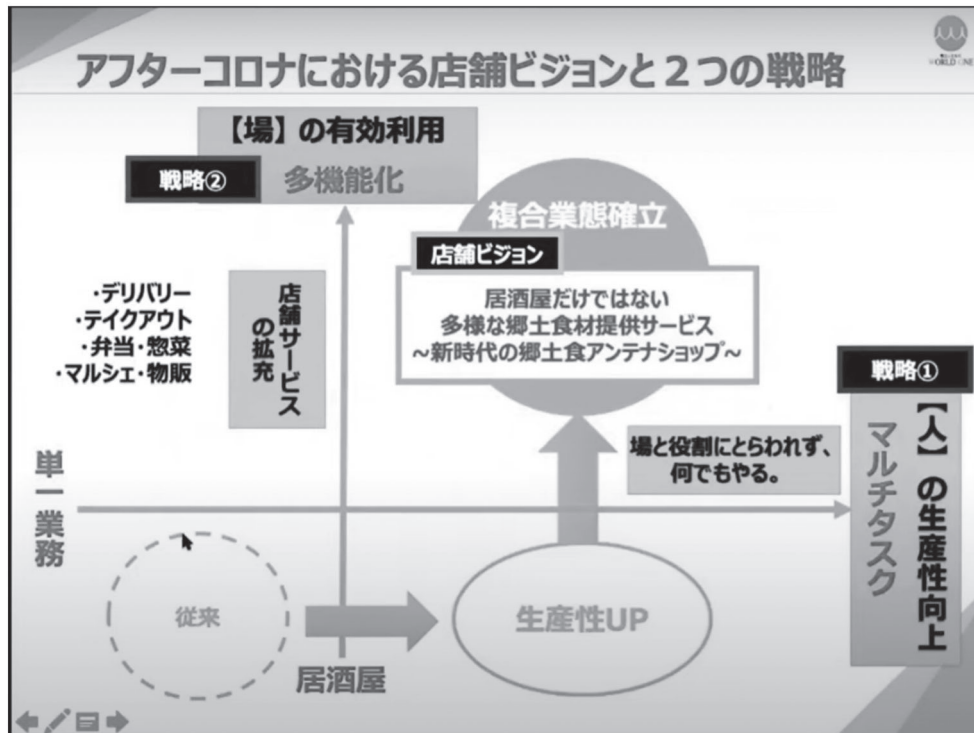 アフターコロナにおける店舗ビジョンと２つの戦略
WORLD ONE
【場】の有効利用
戦略②
多機能化
複合業態確立
店舗ビジョン
居酒屋だけではない
多様な郷土食材提供サービス
～新時代の郷土食アンテナショップ～
・デリバリー
・テイクアウト
・弁当・惣菜
・マルシェ・物販
店舗サービス
の拡充
戦略①
【人】の生産性向上
マルチタスク
場と役割にとらわれず、
何でもやる。
単一業務
従来
生産性UP
居酒屋